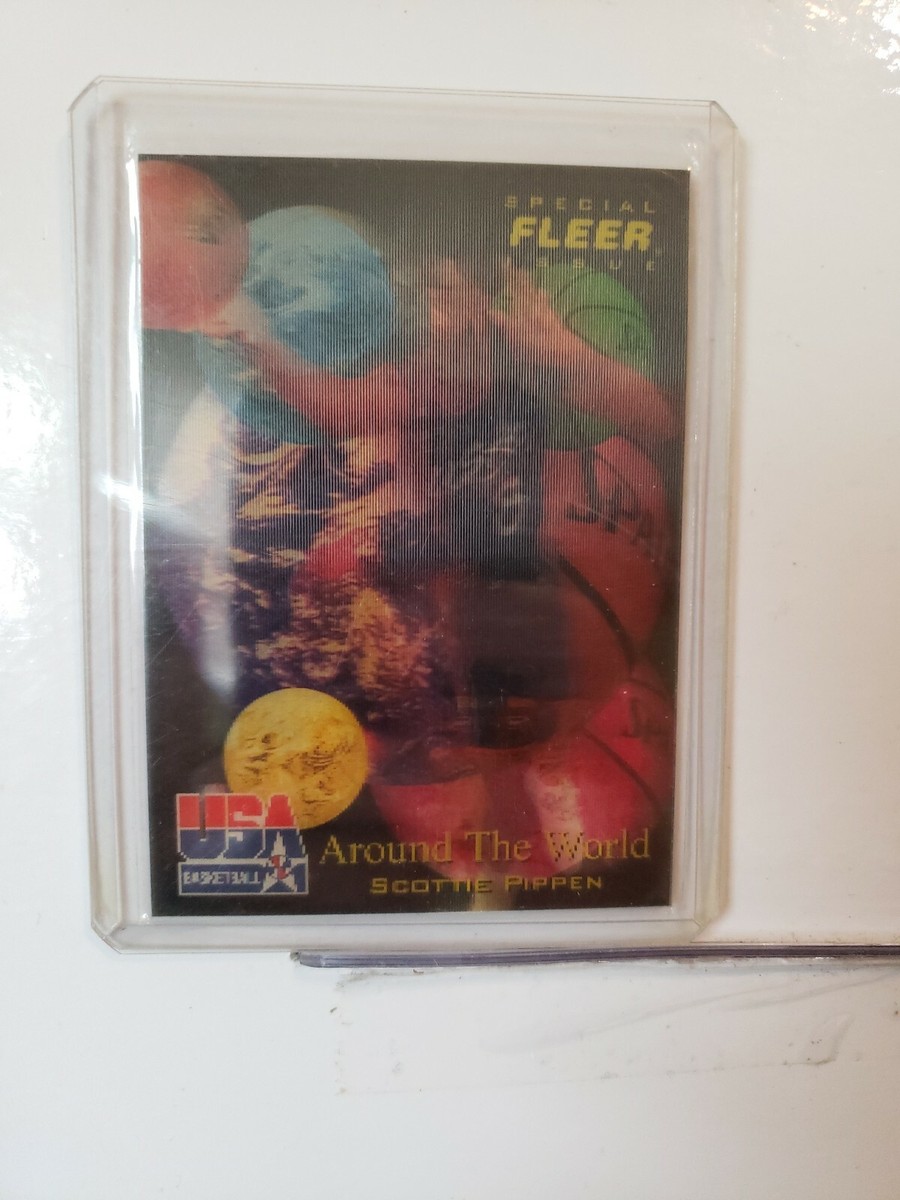 SPECIAL
FLEER
ISSUE
USA
BASKETBALL
Around The World
SCOTTIE PIPPEN